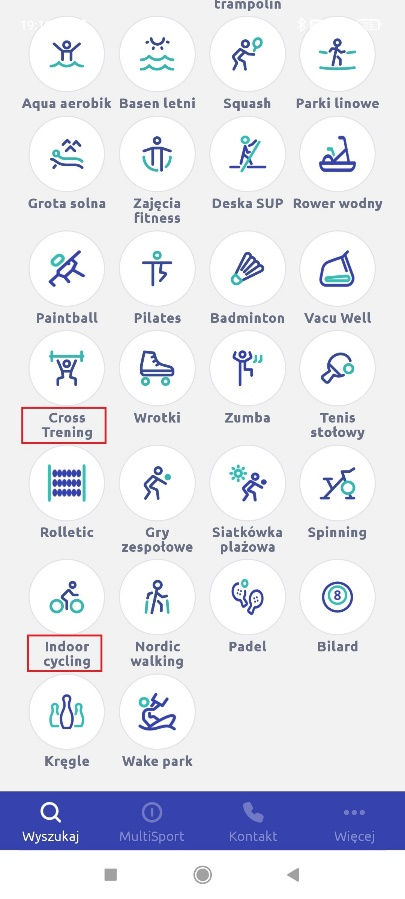 trampolin
Aqua aerobik Basen letni Squash Parki linowe
Grota solna Zajęcia fitness Deska SUP Rower wodny
Paintball Pilates Badminton Vacu Well
Cross Trening Wrotki Zumba Tenis stołowy
Rolletic Gry zespołowe Siatkówka plażowa Spinning
8
Indoor cycling Nordic walking Padel Bilard
Kręgle Wake park
Wyszukaj MultiSport Kontakt Więcej